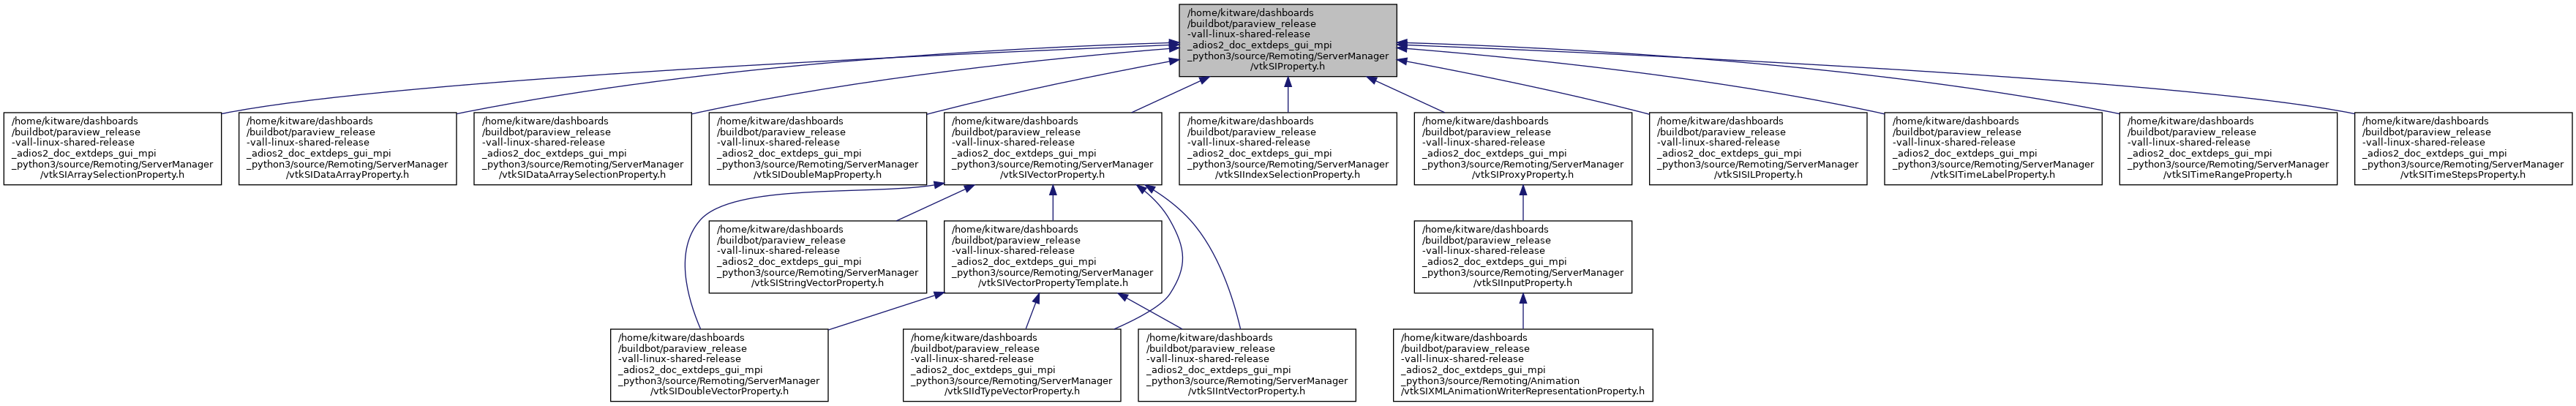 /home/kitware/dashboards
/buildbot/paraview_release
-vall-linux-shared-release
_adios2_doc_extdeps_gui_mpi
_python3/source/Remoting/ServerManager
/vtkSIProperty.h
/home/kitware/dashboards
/buildbot/paraview_release
-vall-linux-shared-release
_adios2_doc_extdeps_gui_mpi
_python3/source/Remoting/ServerManager
/vtkSIArraySelectionProperty.h
/home/kitware/dashboards
/buildbot/paraview_release
-vall-linux-shared-release
_adios2_doc_extdeps_gui_mpi
_python3/source/Remoting/ServerManager
/vtkSIDataArrayProperty.h
/home/kitware/dashboards
/buildbot/paraview_release
-vall-linux-shared-release
_adios2_doc_extdeps_gui_mpi
_python3/source/Remoting/ServerManager
/vtkSIDataArraySelectionProperty.h
/home/kitware/dashboards
/buildbot/paraview_release
-vall-linux-shared-release
_adios2_doc_extdeps_gui_mpi
_python3/source/Remoting/ServerManager
/vtkSIDoubleMapProperty.h
/home/kitware/dashboards
/buildbot/paraview_release
-vall-linux-shared-release
_adios2_doc_extdeps_gui_mpi
_python3/source/Remoting/ServerManager
/vtkSIVectorProperty.h
/home/kitware/dashboards
/buildbot/paraview_release
-vall-linux-shared-release
_adios2_doc_extdeps_gui_mpi
_python3/source/Remoting/ServerManager
/vtkSIIndexSelectionProperty.h
/home/kitware/dashboards
/buildbot/paraview_release
-vall-linux-shared-release
_adios2_doc_extdeps_gui_mpi
_python3/source/Remoting/ServerManager
/vtkSIProxyProperty.h
/home/kitware/dashboards
/buildbot/paraview_release
-vall-linux-shared-release
_adios2_doc_extdeps_gui_mpi
_python3/source/Remoting/ServerManager
/vtkSISILProperty.h
/home/kitware/dashboards
/buildbot/paraview_release
-vall-linux-shared-release
_adios2_doc_extdeps_gui_mpi
_python3/source/Remoting/ServerManager
/vtkSITimeLabelProperty.h
/home/kitware/dashboards
/buildbot/paraview_release
-vall-linux-shared-release
_adios2_doc_extdeps_gui_mpi
_python3/source/Remoting/ServerManager
/vtkSITimeRangeProperty.h
/home/kitware/dashboards
/buildbot/paraview_release
-vall-linux-shared-release
_adios2_doc_extdeps_gui_mpi
_python3/source/Remoting/ServerManager
/vtkSITimeStepsProperty.h
/home/kitware/dashboards
/buildbot/paraview_release
-vall-linux-shared-release
_adios2_doc_extdeps_gui_mpi
_python3/source/Remoting/ServerManager
/vtkSIStringVectorProperty.h
/home/kitware/dashboards
/buildbot/paraview_release
-vall-linux-shared-release
_adios2_doc_extdeps_gui_mpi
_python3/source/Remoting/ServerManager
/vtkSIVectorPropertyTemplate.h
/home/kitware/dashboards
/buildbot/paraview_release
-vall-linux-shared-release
_adios2_doc_extdeps_gui_mpi
_python3/source/Remoting/ServerManager
/vtkSIInputProperty.h
/home/kitware/dashboards
/buildbot/paraview_release
-vall-linux-shared-release
_adios2_doc_extdeps_gui_mpi
_python3/source/Remoting/ServerManager
/vtkSIDoubleVectorProperty.h
/home/kitware/dashboards
/buildbot/paraview_release
-vall-linux-shared-release
_adios2_doc_extdeps_gui_mpi
_python3/source/Remoting/ServerManager
/vtkSIIdTypeVectorProperty.h
/home/kitware/dashboards
/buildbot/paraview_release
-vall-linux-shared-release
_adios2_doc_extdeps_gui_mpi
_python3/source/Remoting/ServerManager
/vtkSIIntVectorProperty.h
/home/kitware/dashboards
/buildbot/paraview_release
-vall-linux-shared-release
_adios2_doc_extdeps_gui_mpi
_python3/source/Remoting/Animation
/vtkSIXMLAnimationWriterRepresentationProperty.h